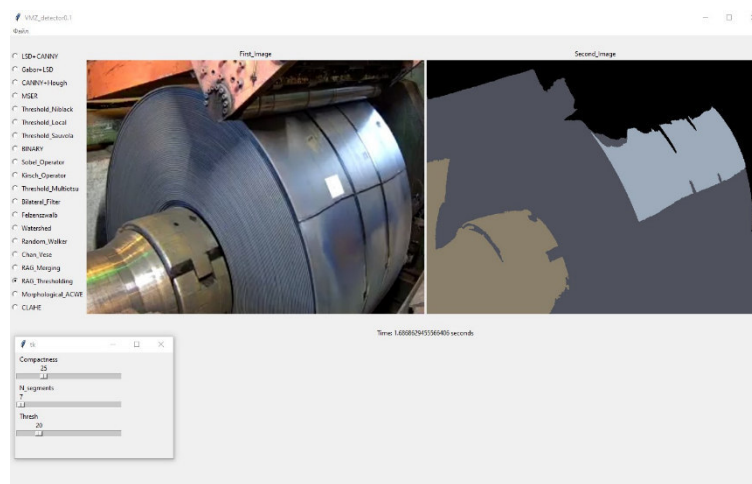 VMZ_detector0.1
Файл
First_Image
Second_Image
LSD+CANNY
Gabor+LSD
CANNY+Hough
MSER
Threshold_Niblack
Threshold_Local
Threshold_Sauvola
BINARY
Sobel_Operator
Kirsch_Operator
Threshold_Multiotsu
Bilateral_Filter
Felzenszwalb
Watershed
Random_Walker
Chan_Vese
RAG_Merging
RAG_Thresholding
Morphological_ACWE
CLAHE
Time: 1.6868629455566406 seconds
tk
Compactness
25
N_segments
7
Thresh
20